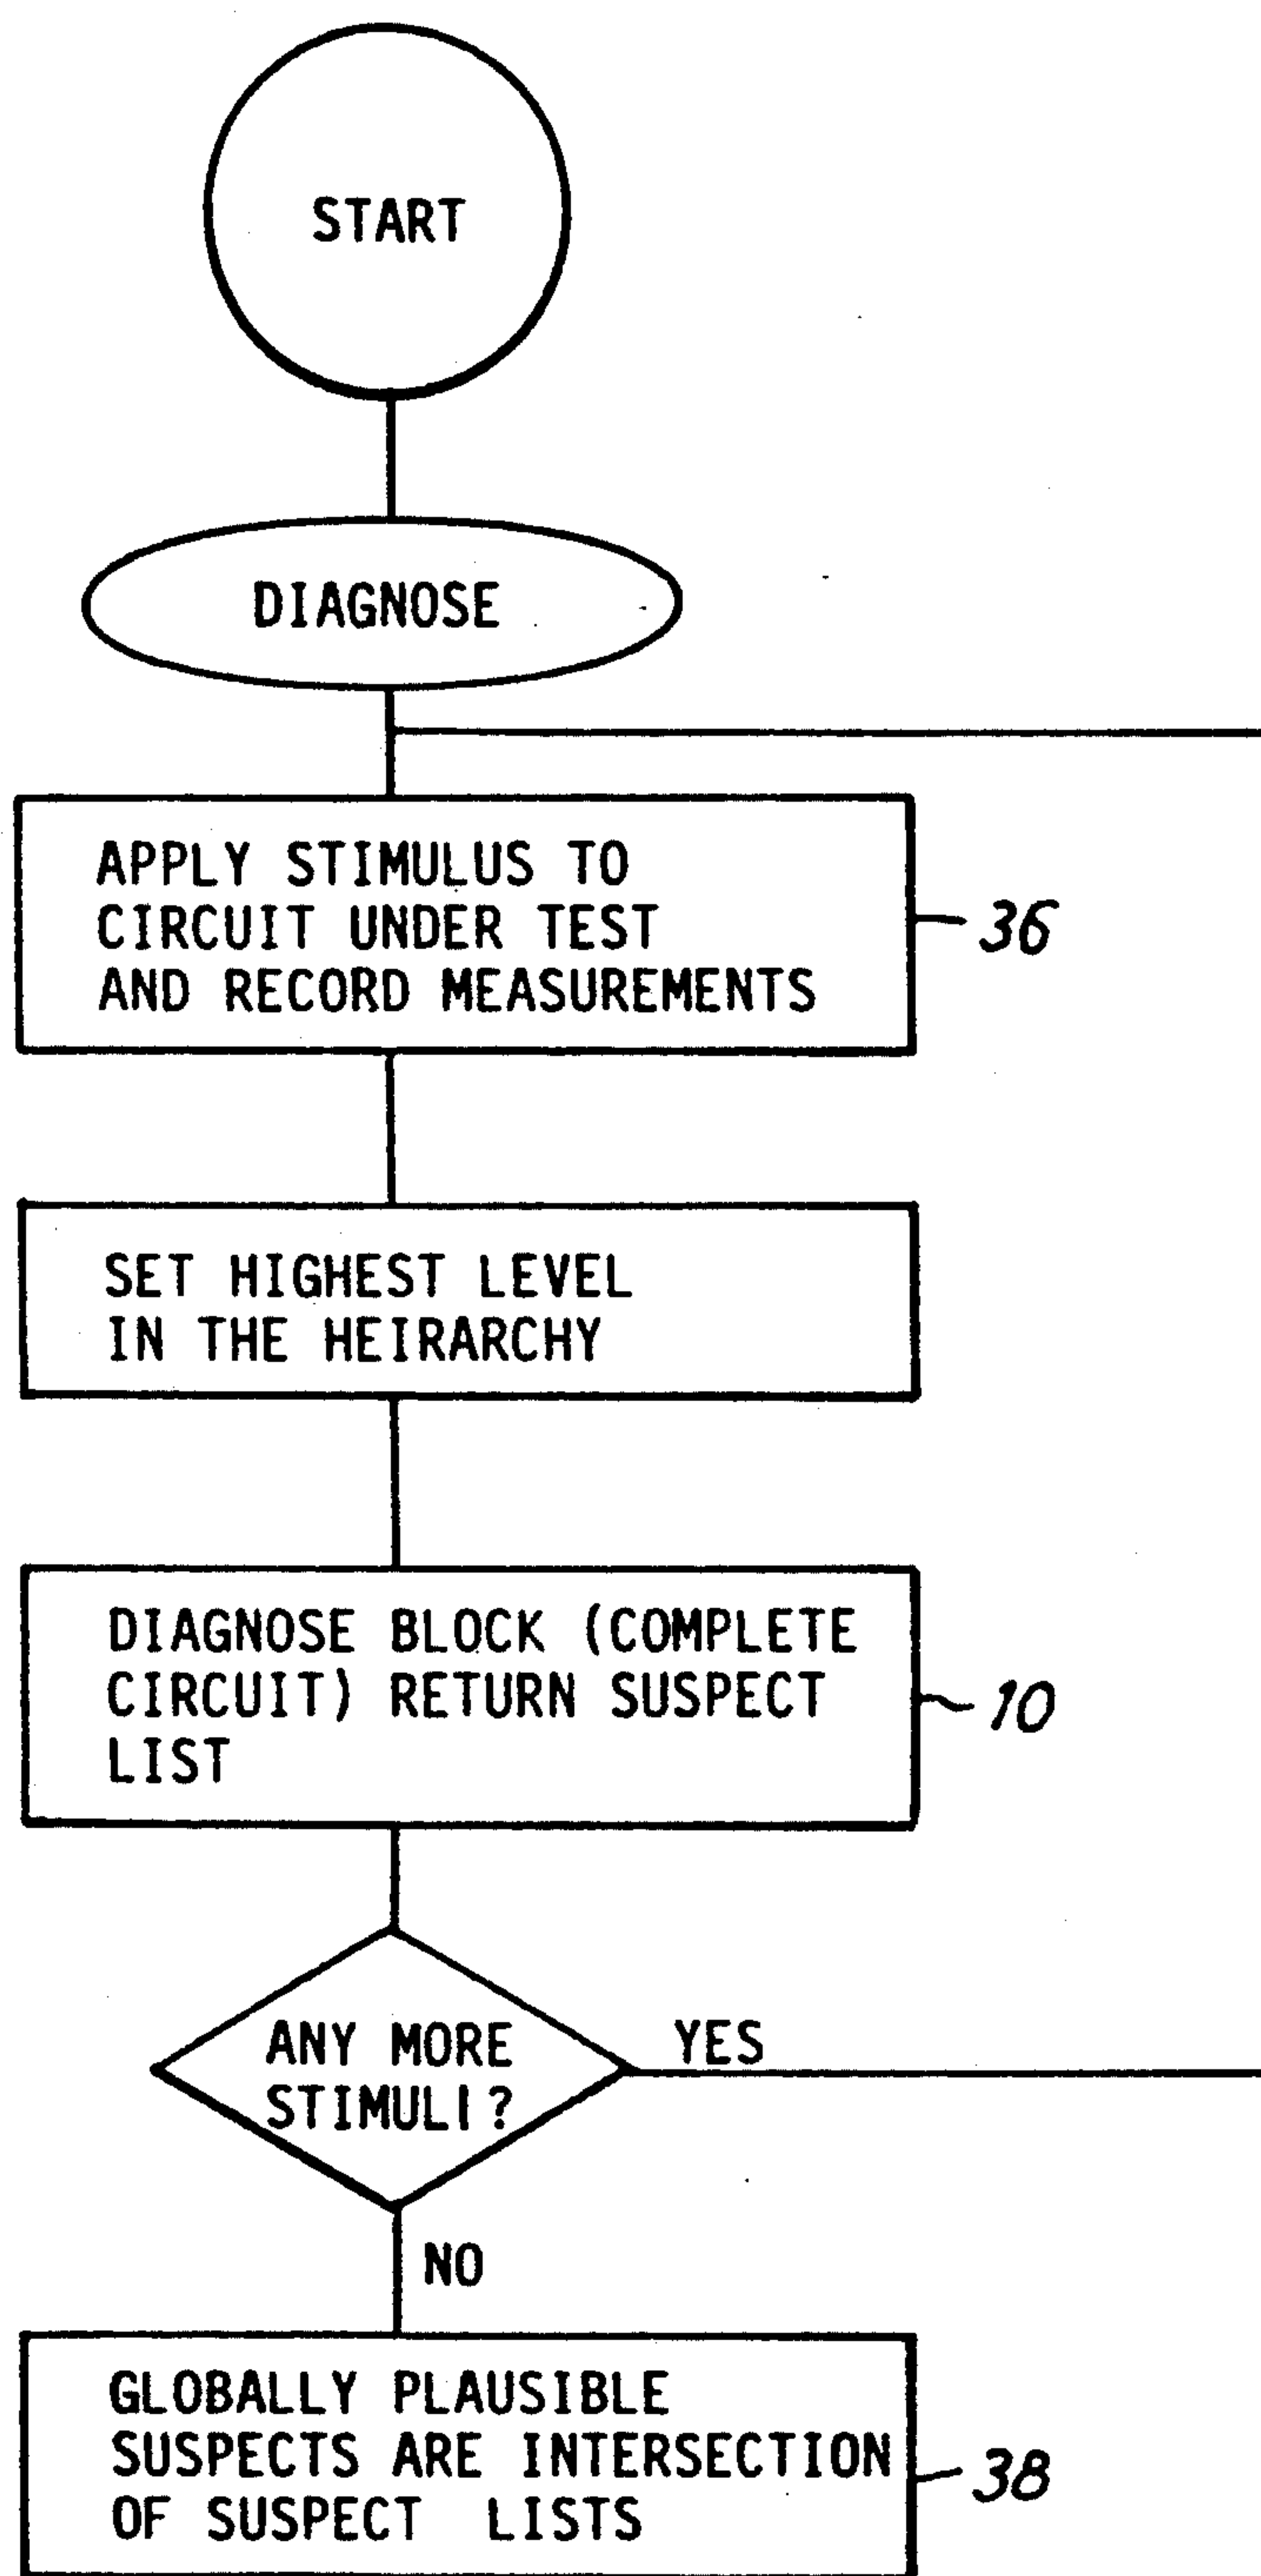 START
DIAGNOSE
APPLY STIMULUS TO
CIRCUIT UNDER TEST
AND RECORD MEASUREMENTS
36
SET HIGHEST LEVEL
IN THE HEIRARCHY
DIAGNOSE BLOCK (COMPLETE
CIRCUIT) RETURN SUSPECT
LIST
10
ANY MORE
STIMULI?
YES
NO
GLOBALLY PLAUSIBLE
SUSPECTS ARE INTERSECTION
OF SUSPECT LISTS
38